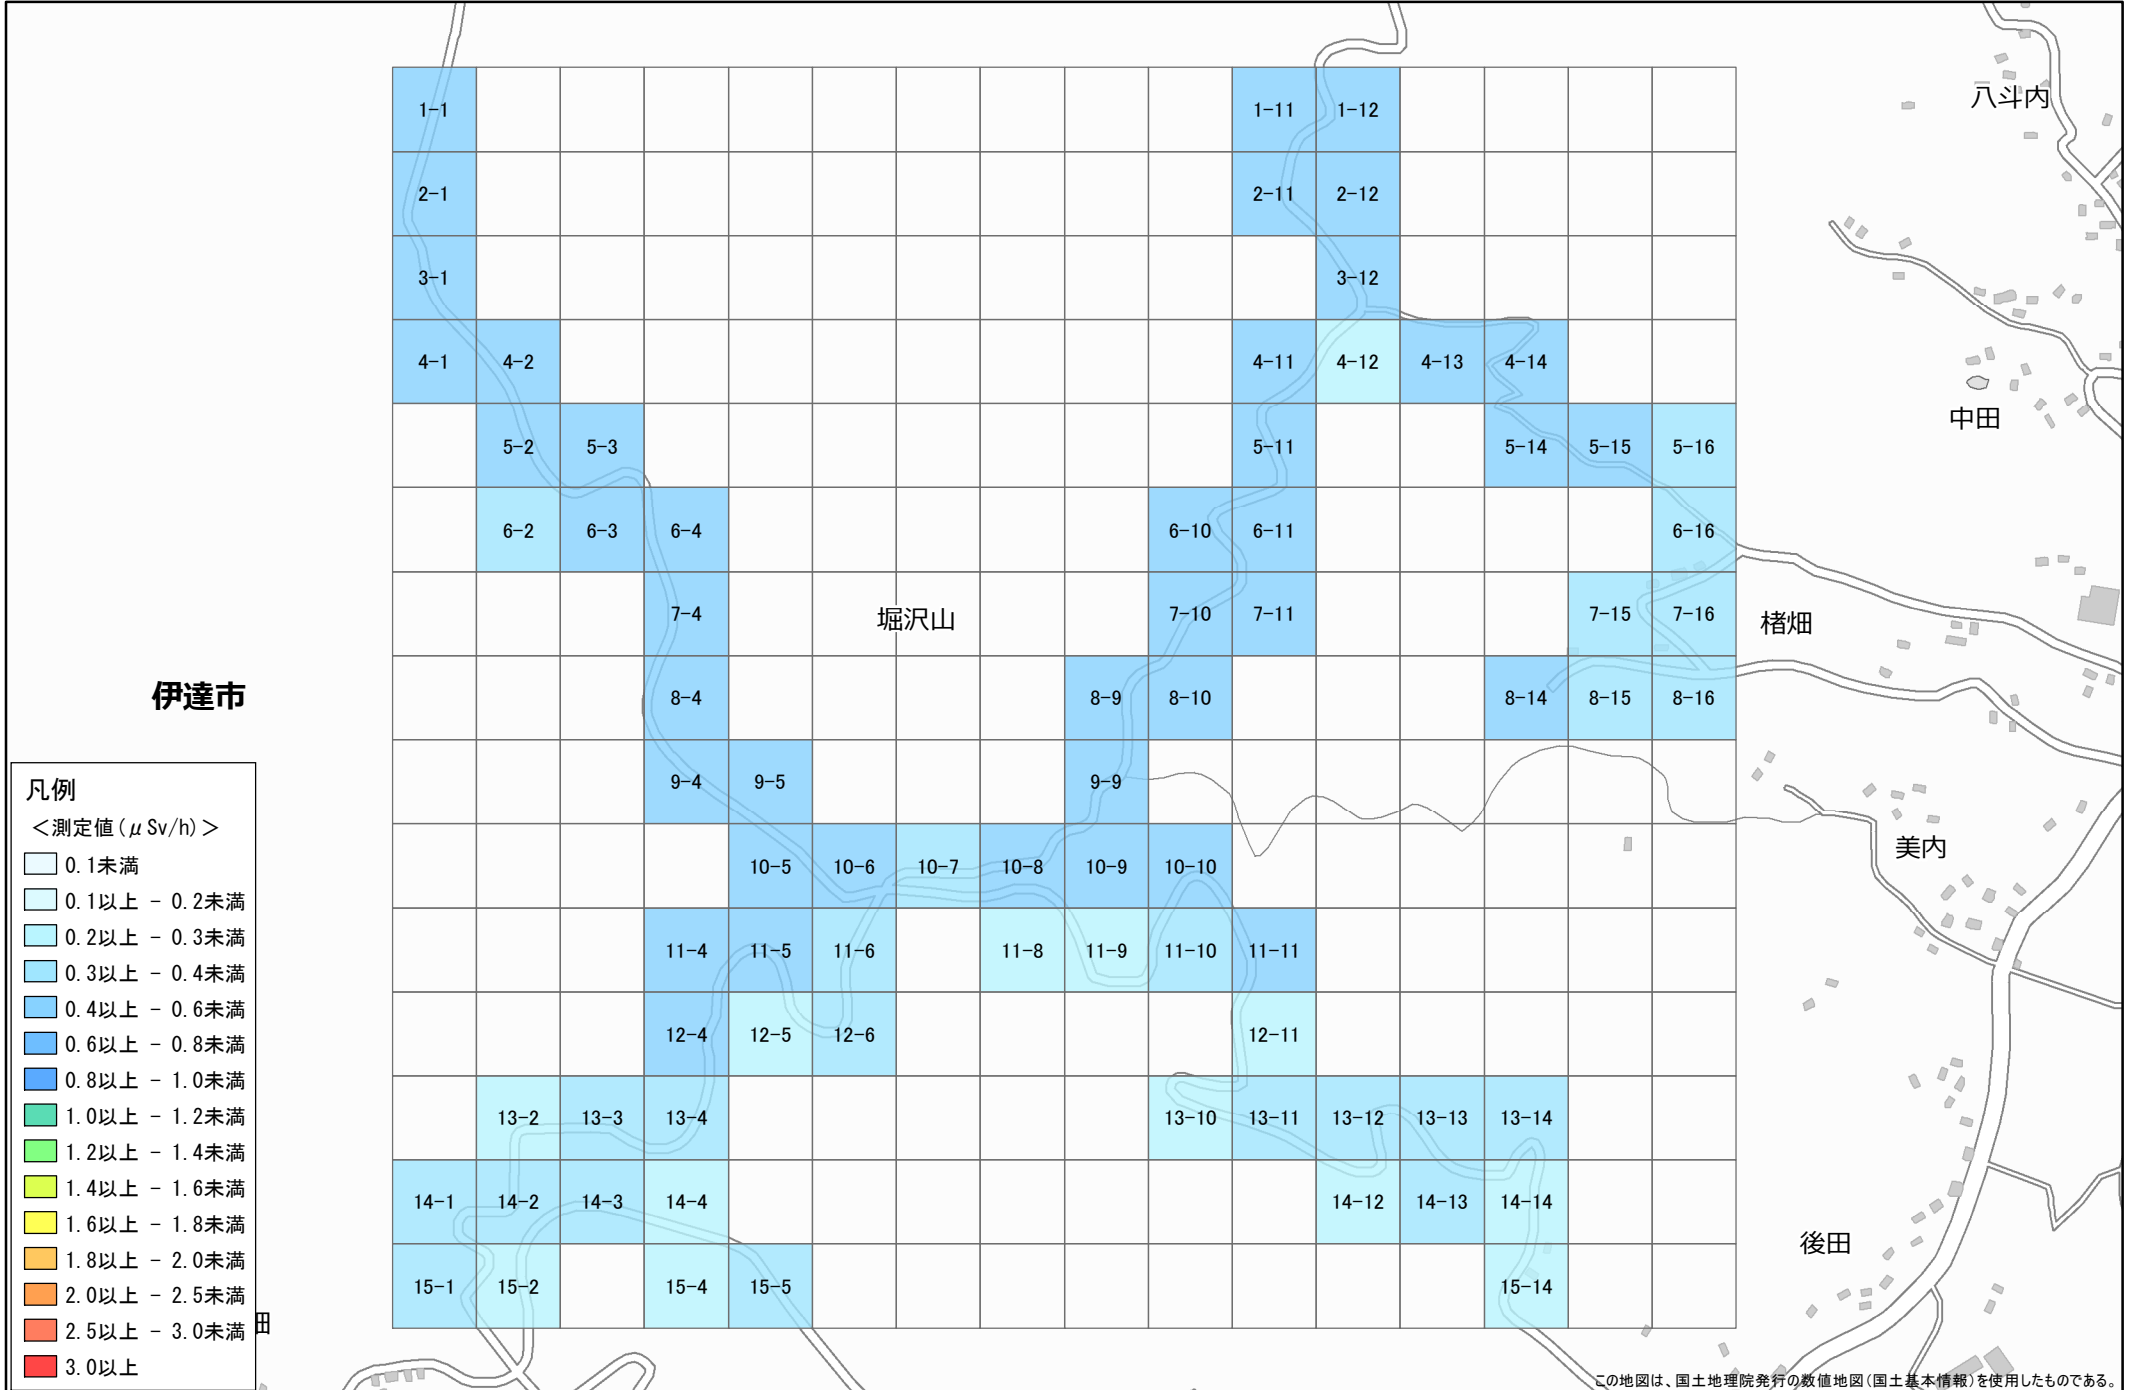 八斗内
1-1 1-11 1-12
2-1 2-11 2-12
3-1 3-12
4-1 4-2 4-11 4-12 4-13 4-14
中田
5-2 5-3 5-11 5-14 5-15 5-16
6-2 6-3 6-4 6-10 6-11 6-16
7-4 堀沢山 7-10 7-11 7-15 7-16 楮畑
伊達市
8-4 8-9 8-10 8-14 8-15 8-16
9-4 9-5 9-9
美内
10-5 10-6 10-7 10-8 10-9 10-10
11-4 11-5 11-6 11-8 11-9 11-10 11-11
12-4 12-5 12-6 12-11
13-2 13-3 13-4 13-10 13-11 13-12 13-13 13-14
14-1 14-2 14-3 14-4 14-12 14-13 14-14
後田
15-1 15-2 15-4 15-5 15-14
凡例
＜測定値(μSv/h)＞
0.1未満
0.1以上 - 0.2未満
0.2以上 - 0.3未満
0.3以上 - 0.4未満
0.4以上 - 0.6未満
0.6以上 - 0.8未満
0.8以上 - 1.0未満
1.0以上 - 1.2未満
1.2以上 - 1.4未満
1.4以上 - 1.6未満
1.6以上 - 1.8未満
1.8以上 - 2.0未満
2.0以上 - 2.5未満
2.5以上 - 3.0未満
3.0以上
この地図は、国土地理院発行の数値地図(国土基本情報)を使用したものである。